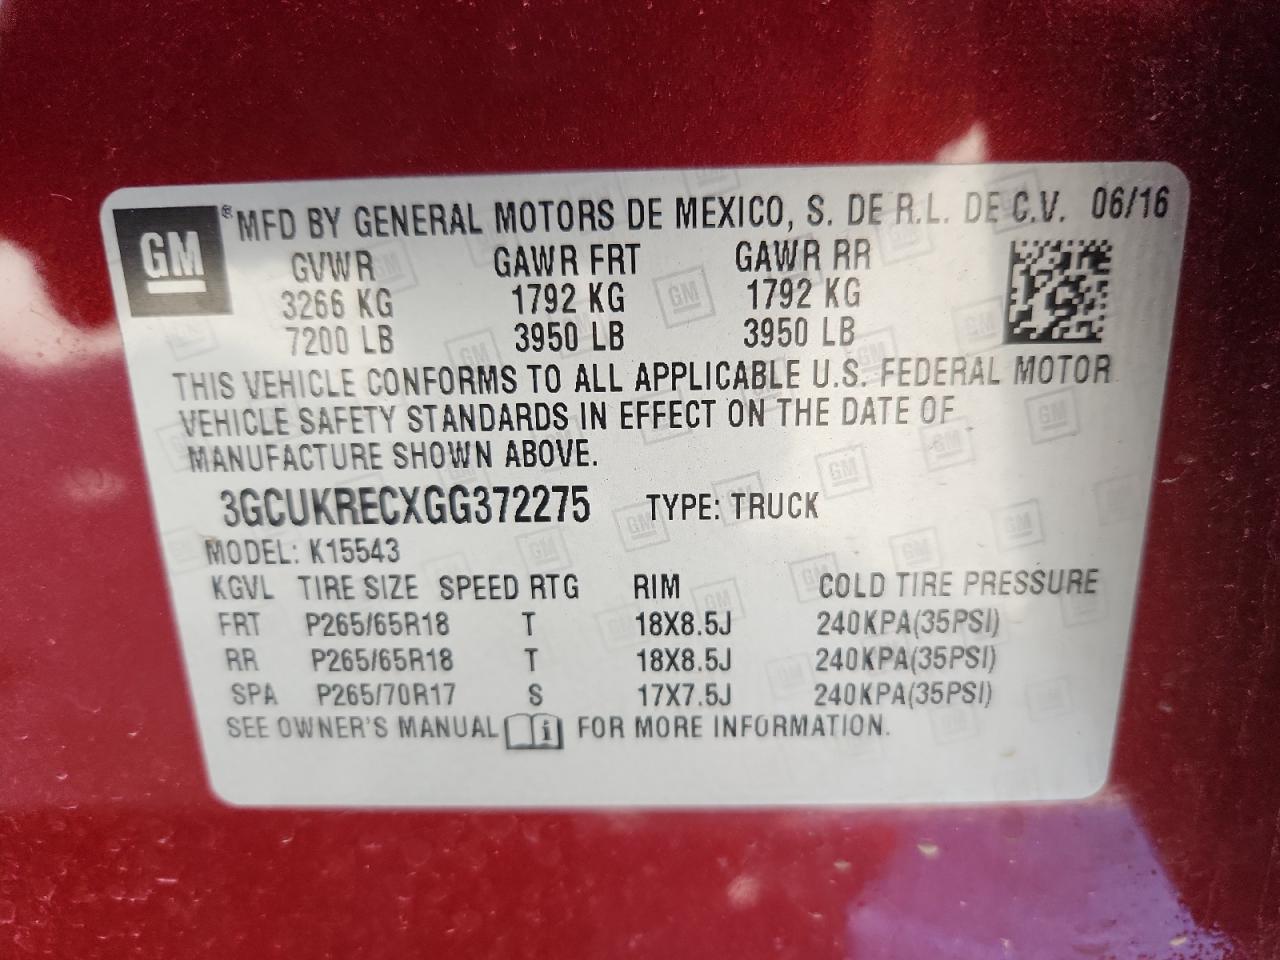 GM ® MFD BY GENERAL MOTORS DE MEXICO, S. DE R.L. DE C.V. 06/16
GVWR GAWR FRT GAWR RR
3266 KG 1792 KG 1792 KG
7200 LB 3950 LB 3950 LB
THIS VEHICLE CONFORMS TO ALL APPLICABLE U.S. FEDERAL MOTOR
VEHICLE SAFETY STANDARDS IN EFFECT ON THE DATE OF
MANUFACTURE SHOWN ABOVE.
3GCUKRECXGG372275 TYPE: TRUCK
MODEL: K15543
KGVL TIRE SIZE SPEED RTG RIM COLD TIRE PRESSURE
FRT P265/65R18 T 18X8.5J 240KPA(35PSI)
RR P265/65R18 T 18X8.5J 240KPA(35PSI)
SPA P265/70R17 S 17X7.5J 240KPA(35PSI)
SEE OWNER'S MANUAL i FOR MORE INFORMATION.